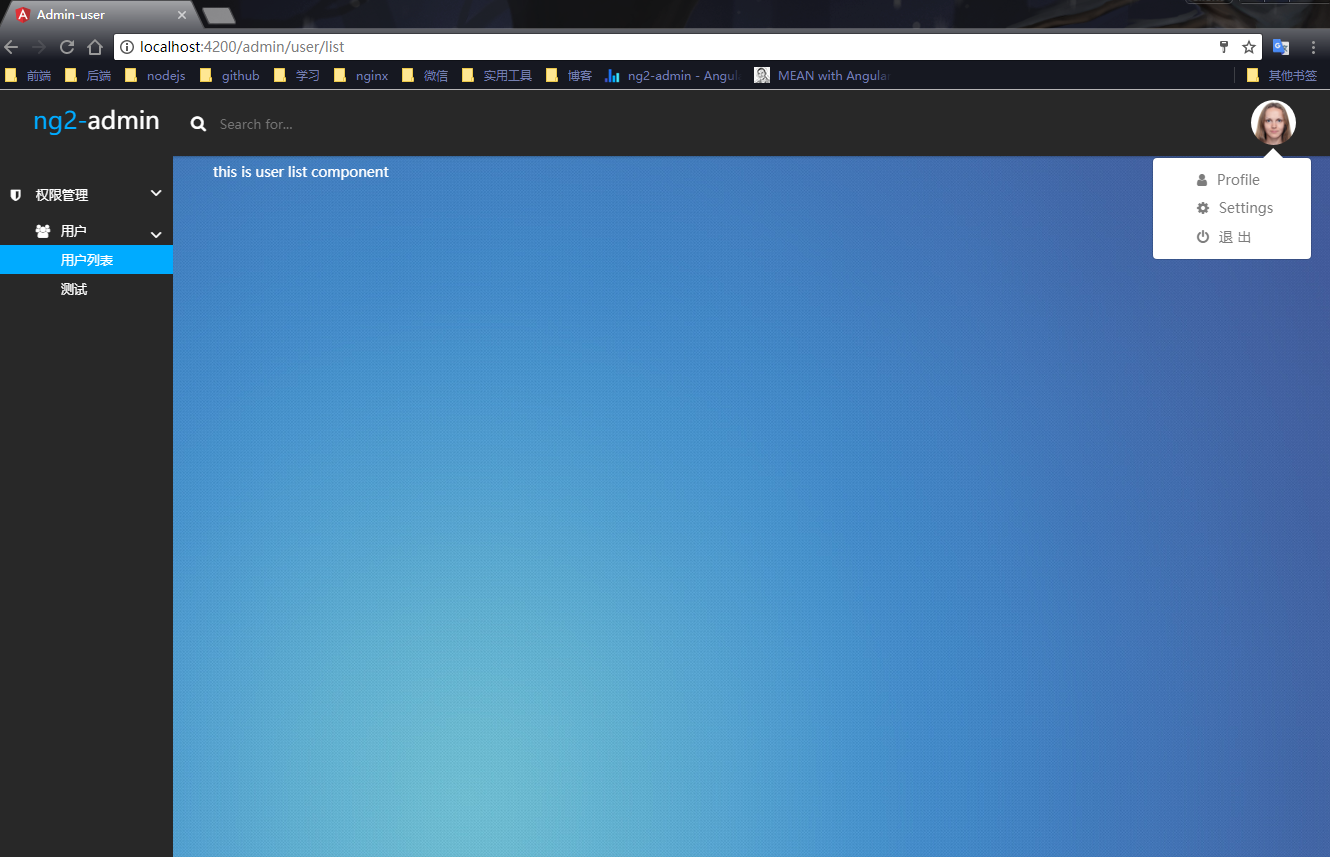 Admin-user
localhost:4200/admin/user/list
前端 后端 nodejs github 学习 nginx 微信 实用工具 博客 ng2-admin - Angul MEAN with Angular 其他书签
ng2-admin
Search for...
this is user list component
权限管理
用户
用户列表
测试
Profile
Settings
退 出